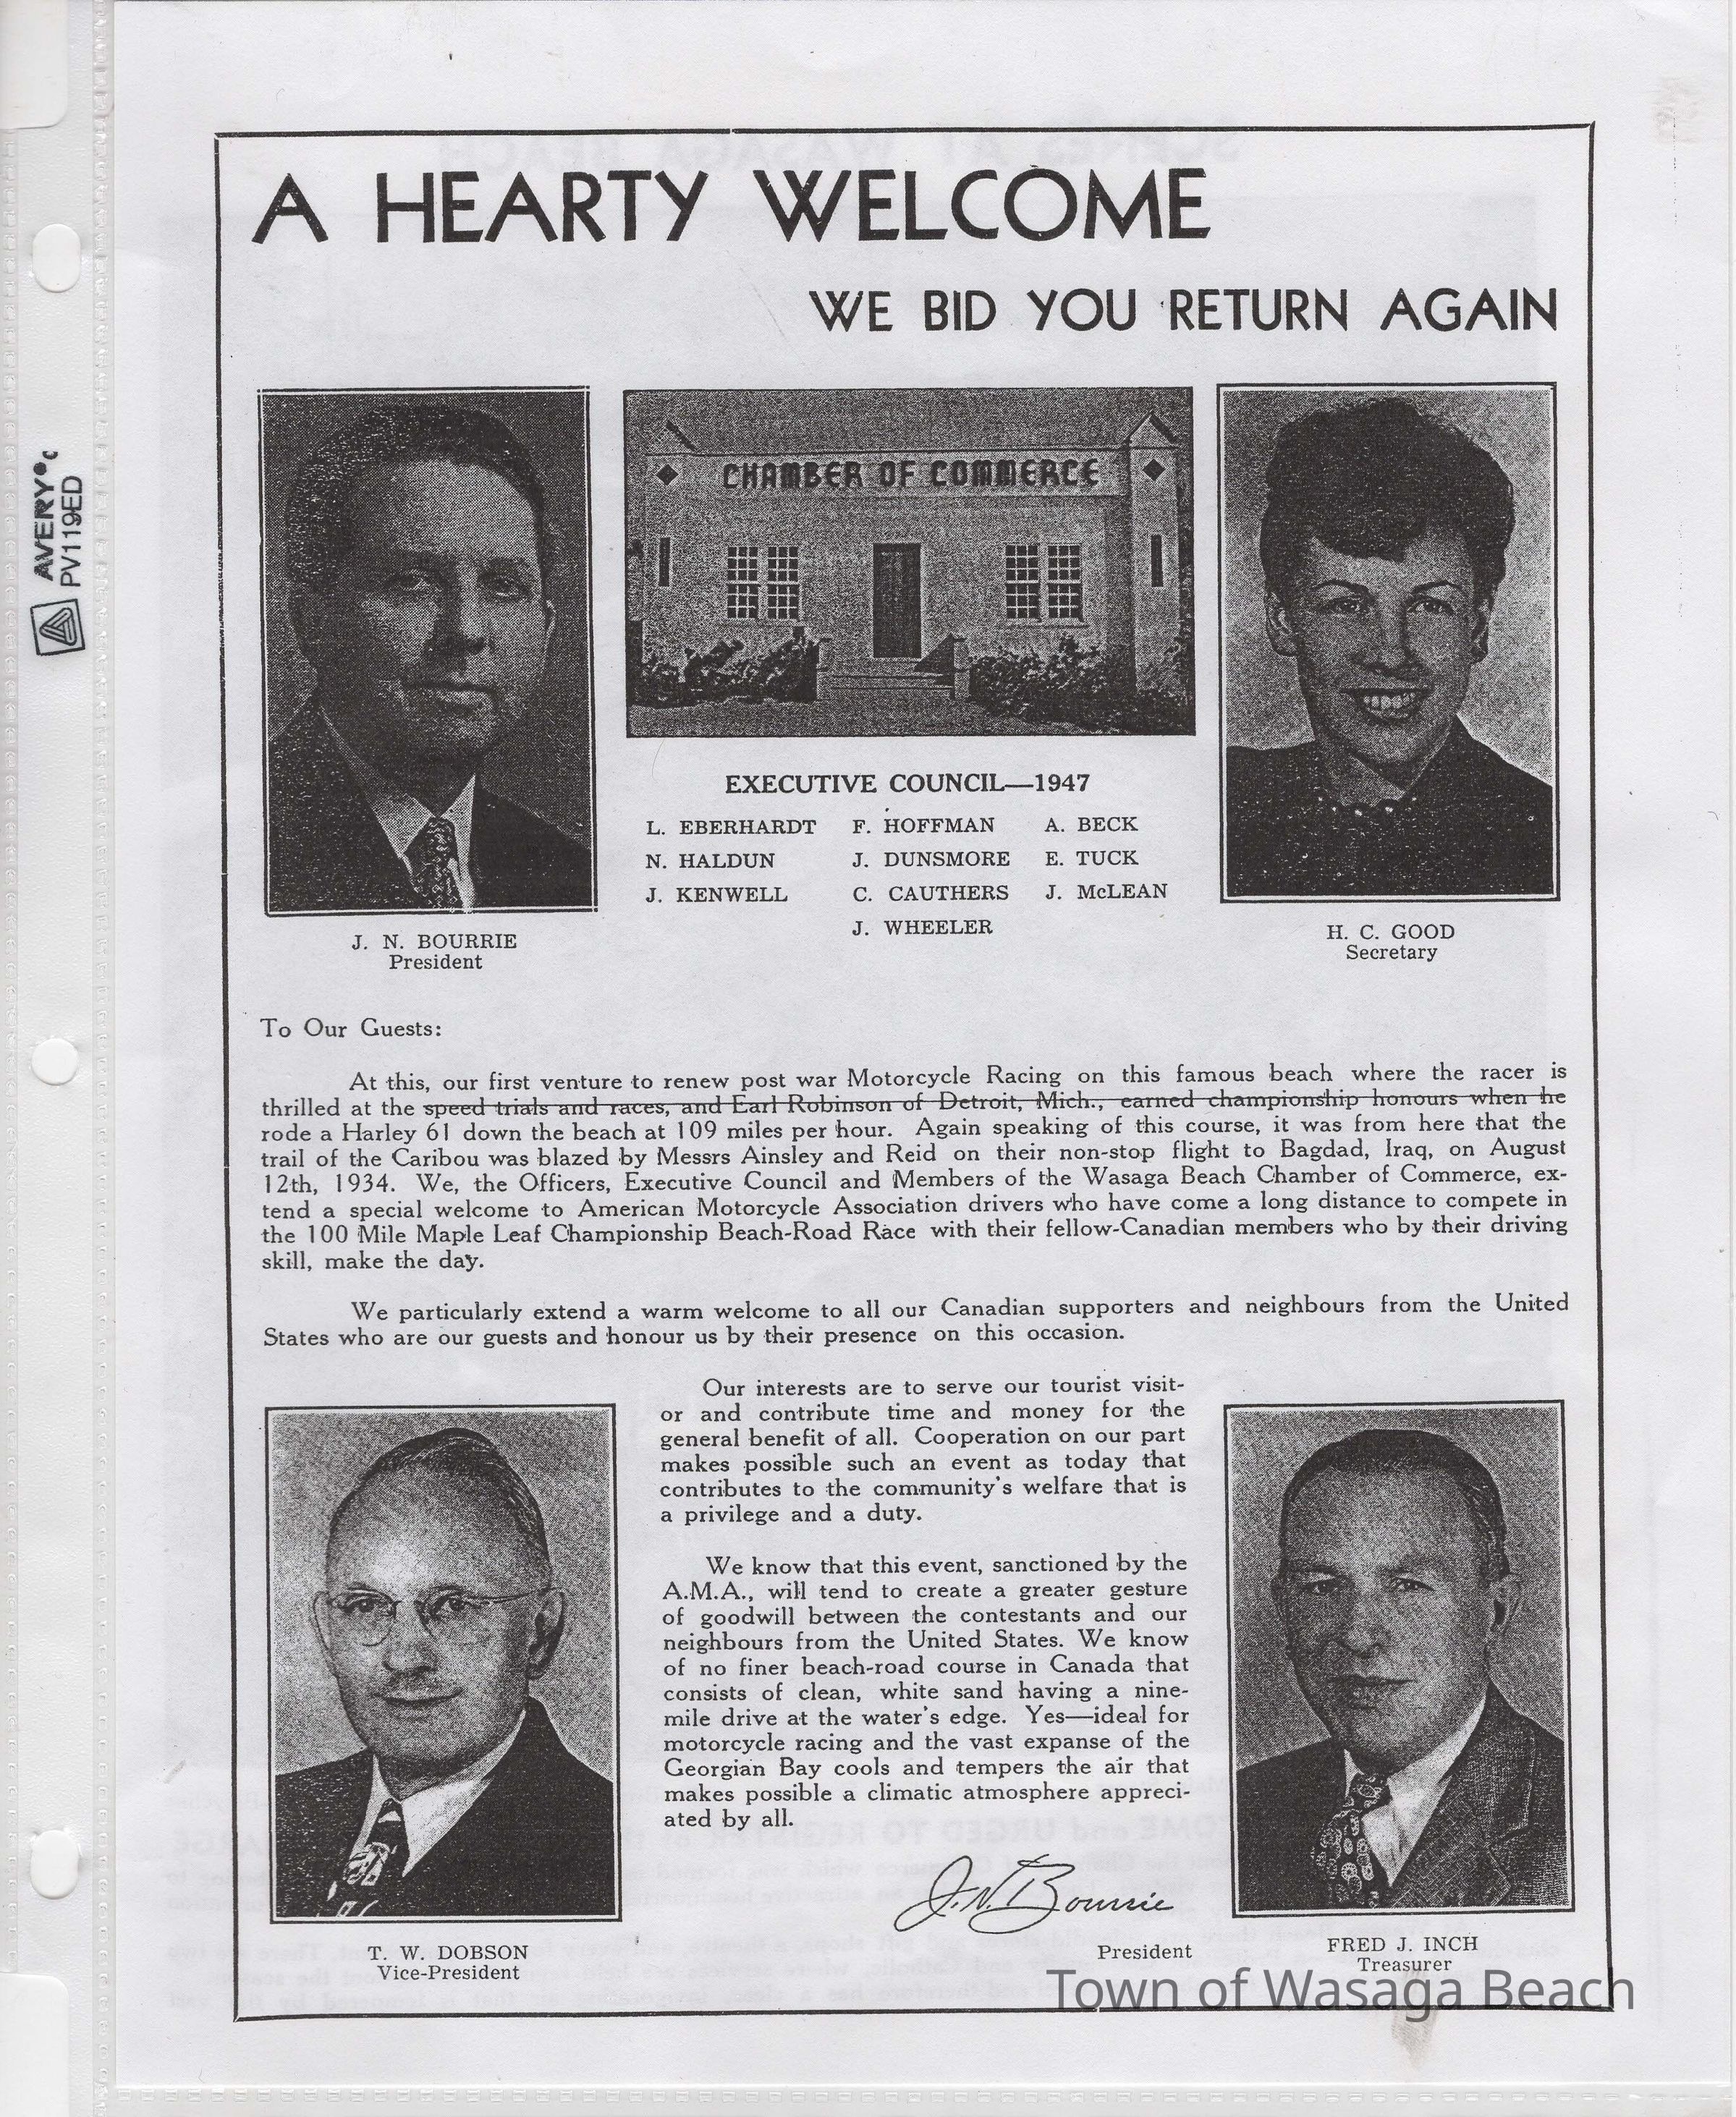 AVERY®
PV119ED
A HEARTY WELCOME
WE BID YOU RETURN AGAIN
CHAMBER OF COMMERCE
EXECUTIVE COUNCIL—1947
L. EBERHARDT F. HOFFMAN A. BECK
N. HALDUN J. DUNSMORE E. TUCK
J. KENWELL C. CAUTHERS J. McLEAN
J. WHEELER
J. N. BOURRIE
President
H. C. GOOD
Secretary
To Our Guests:
At this, our first venture to renew post war Motorcycle Racing on this famous beach where the racer is
thrilled at the speed trials and races, and Earl Robinson of Detroit, Mich., earned championship honours when he
rode a Harley 61 down the beach at 109 miles per hour. Again speaking of this course, it was from here that the
trail of the Caribou was blazed by Messrs Ainsley and Reid on their non-stop flight to Bagdad, Iraq, on August
12th, 1934. We, the Officers, Executive Council and Members of the Wasaga Beach Chamber of Commerce, ex-
tend a special welcome to American Motorcycle Association drivers who have come a long distance to compete in
the 100 Mile Maple Leaf Championship Beach-Road Race with their fellow-Canadian members who by their driving
skill, make the day.
We particularly extend a warm welcome to all our Canadian supporters and neighbours from the United
States who are our guests and honour us by their presence on this occasion.
Our interests are to serve our tourist visit-
or and contribute time and money for the
general benefit of all. Cooperation on our part
makes possible such an event as today that
contributes to the community's welfare that is
a privilege and a duty.
We know that this event, sanctioned by the
A.M.A., will tend to create a greater gesture
of goodwill between the contestants and our
neighbours from the United States. We know
of no finer beach-road course in Canada that
consists of clean, white sand having a nine-
mile drive at the water's edge. Yes—ideal for
motorcycle racing and the vast expanse of the
Georgian Bay cools and tempers the air that
makes possible a climatic atmosphere appreci-
ated by all.
J. N. Bourrie
President
T. W. DOBSON
Vice-President
FRED J. INCH
Treasurer
Town of Wasaga Beach